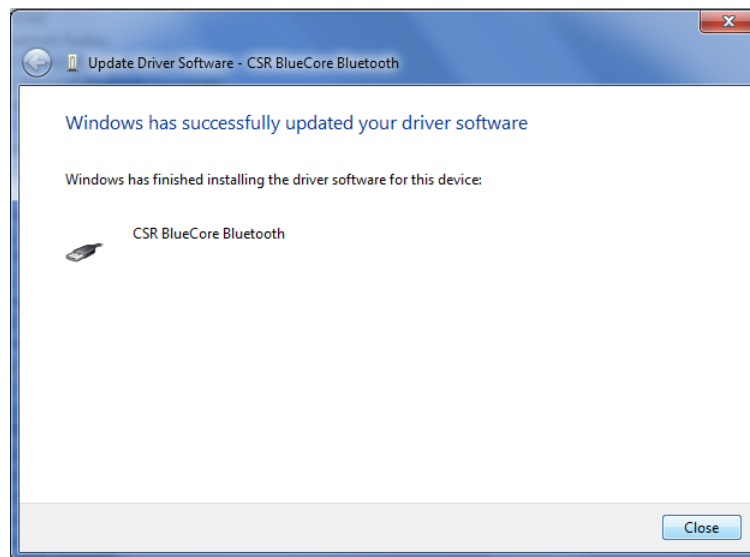 Update Driver Software - CSR BlueCore Bluetooth
Windows has successfully updated your driver software
Windows has finished installing the driver software for this device:
CSR BlueCore Bluetooth
Close